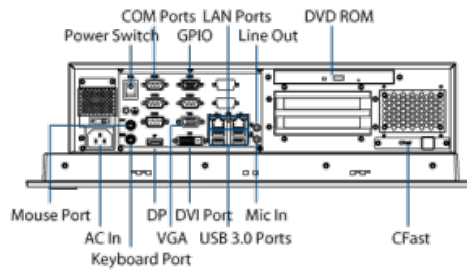 COM Ports LAN Ports DVD ROM
Power Switch GPIO Line Out
Mouse Port DP DVI Port Mic In
AC In VGA USB 3.0 Ports CFast
Keyboard Port